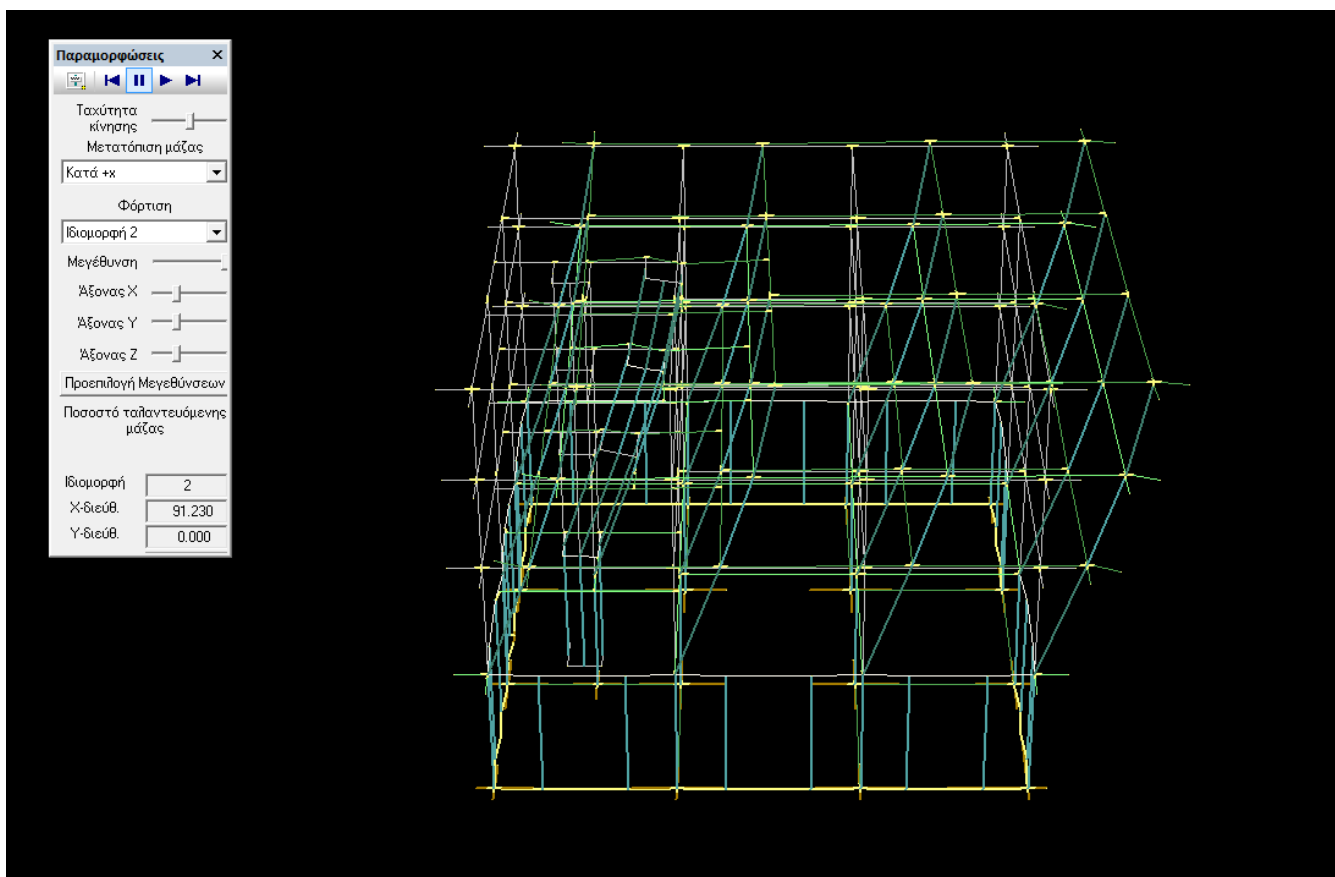 Παραμορφώσεις
Ταχύτητα
κίνησης
Μετατόπιση μάζας
Κατά +x
Φόρτιση
Ιδιομορφή 2
Μεγέθυνση
Άξονας X
Άξονας Y
Άξονας Z
Προεπιλογή Μεγεθύνσεων
Ποσοστό ταλαντευόμενης
μάζας
Ιδιομορφή 2
X-διεύθ. 91.230
Y-διεύθ. 0.000